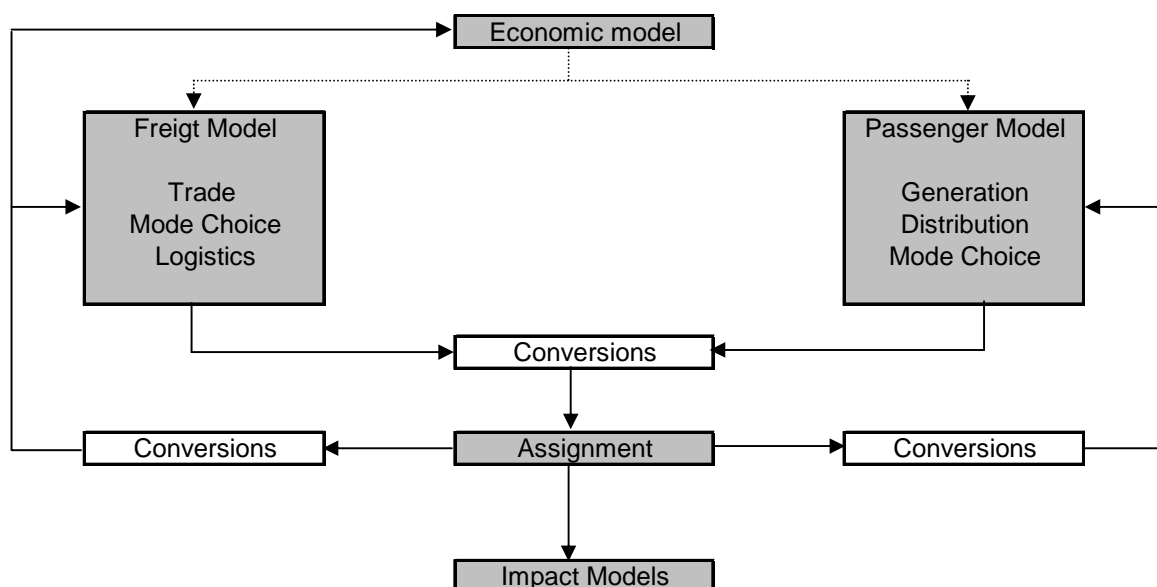 Economic model
Freigt Model
Trade
Mode Choice
Logistics
Passenger Model
Generation
Distribution
Mode Choice
Conversions
Conversions
Assignment
Conversions
Impact Models